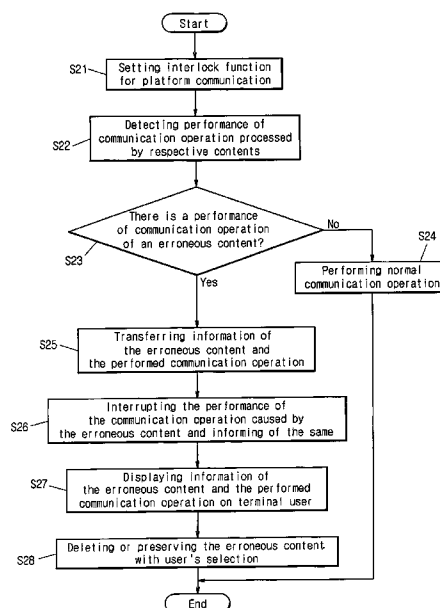 Start
S21
Setting interlock function
for platform communication
S22
Detecting performance of
communication operation processed
by respective contents
S23
There is a performance
of communication operation
of an erroneous content?
No
Yes
S24
Performing normal
communication operation
S25
Transferring information of
the erroneous content and
the performed communication operation
S26
Interrupting the performance of
the communication operation caused by
the erroneous content and informing of the same
S27
Displaying information of
the erroneous content and the performed
communication operation on terminal user
S28
Deleting or preserving the erroneous content
with user's selection
End